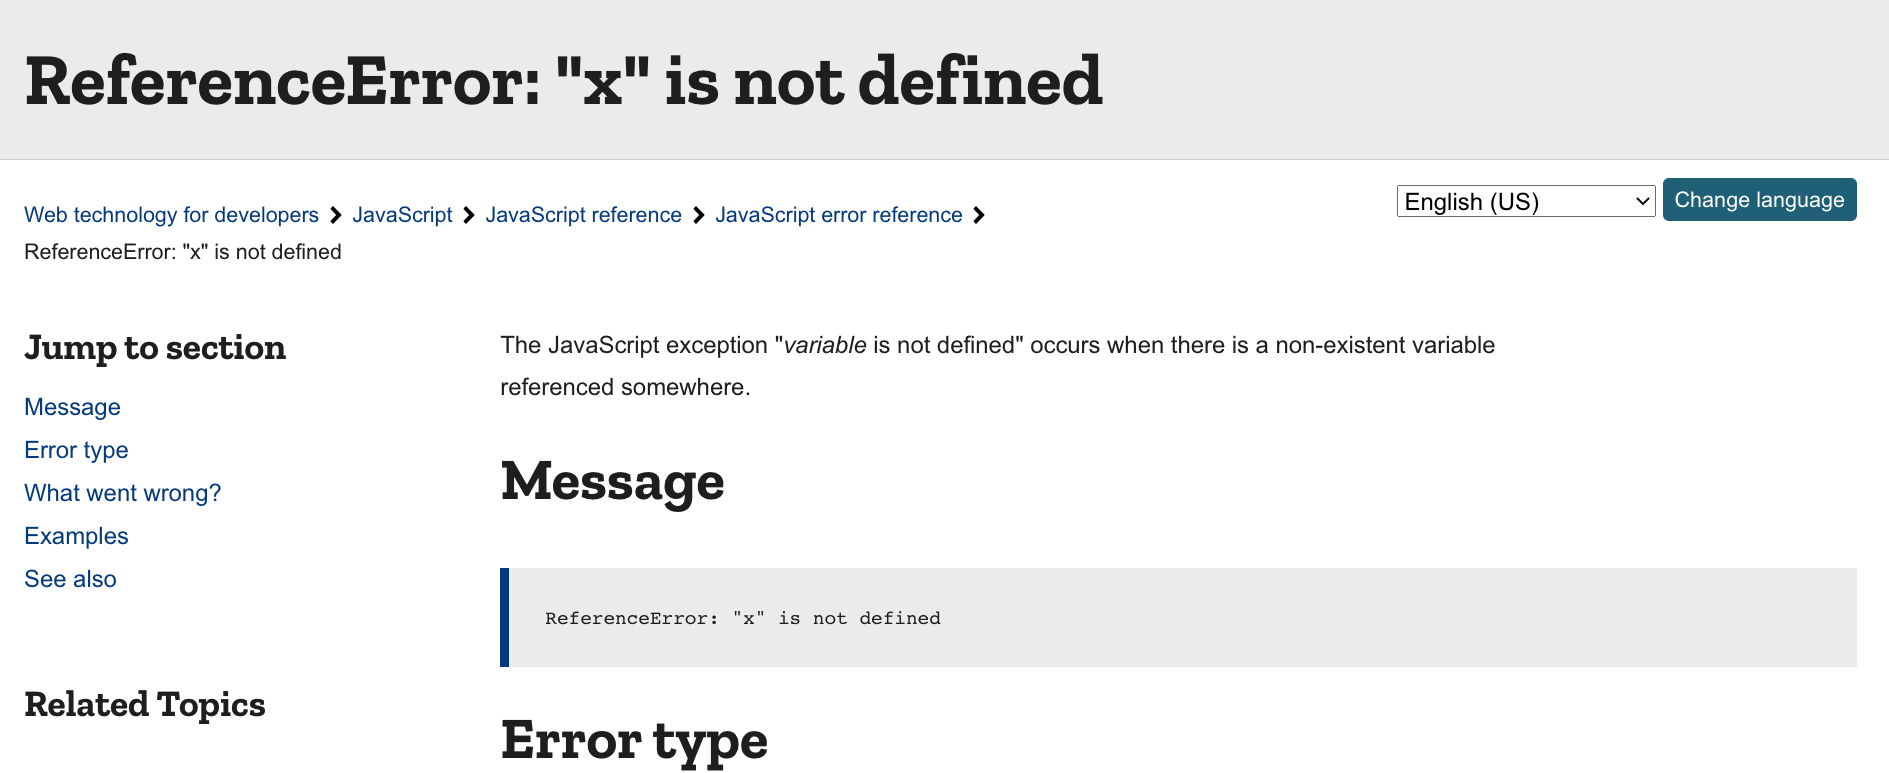 ReferenceError: "x" is not defined
Web technology for developers > JavaScript > JavaScript reference > JavaScript error reference >
ReferenceError: "x" is not defined
English (US)
Change language
Jump to section
Message
Error type
What went wrong?
Examples
See also
Related Topics
The JavaScript exception "variable is not defined" occurs when there is a non-existent variable
referenced somewhere.
Message
ReferenceError: "x" is not defined
Error type